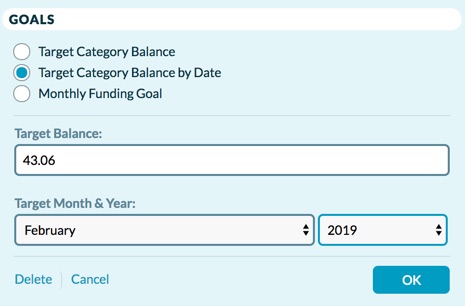 GOALS
Target Category Balance
Target Category Balance by Date
Monthly Funding Goal
Target Balance:
43.06
Target Month & Year:
February 2019
Delete Cancel OK